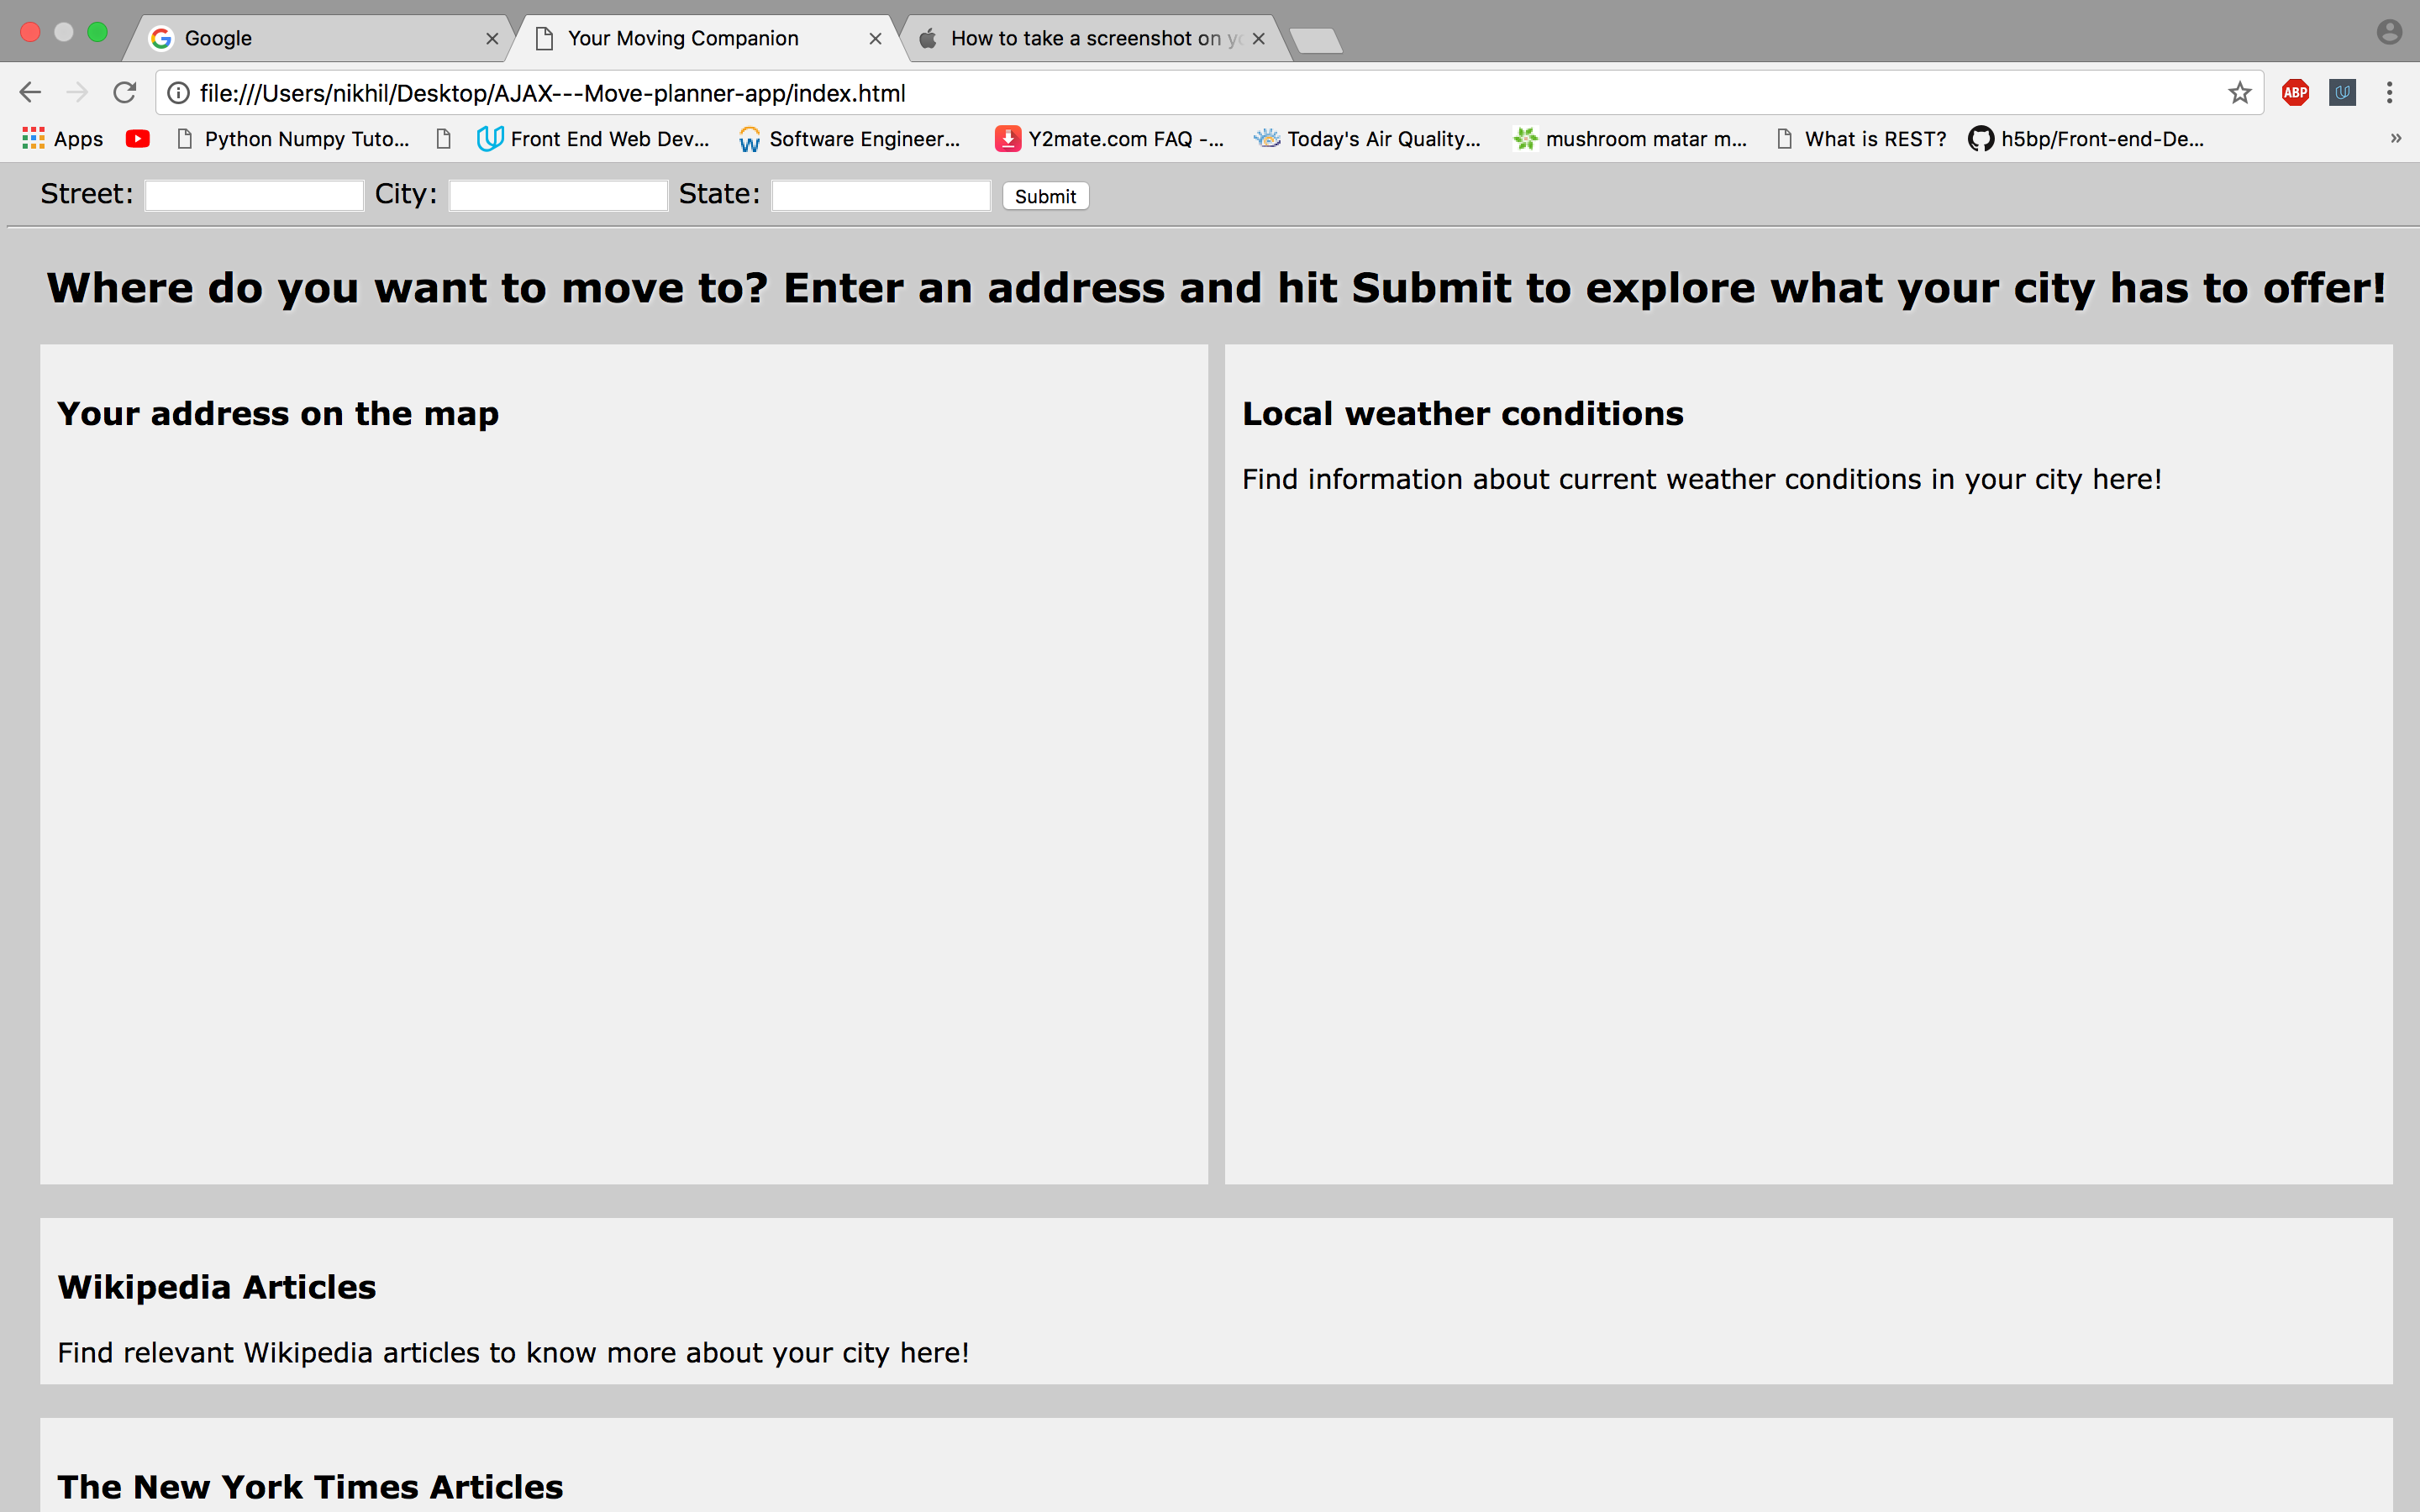 Google
Your Moving Companion
How to take a screenshot on yo
file:///Users/nikhil/Desktop/AJAX---Move-planner-app/index.html
ABP
Apps
Python Numpy Tuto...
Front End Web Dev...
Software Engineer...
Y2mate.com FAQ -...
Today's Air Quality...
mushroom matar m...
What is REST?
h5bp/Front-end-De...
»
Street: City: State: Submit
Where do you want to move to? Enter an address and hit Submit to explore what your city has to offer!
Your address on the map
Local weather conditions
Find information about current weather conditions in your city here!
Wikipedia Articles
Find relevant Wikipedia articles to know more about your city here!
The New York Times Articles